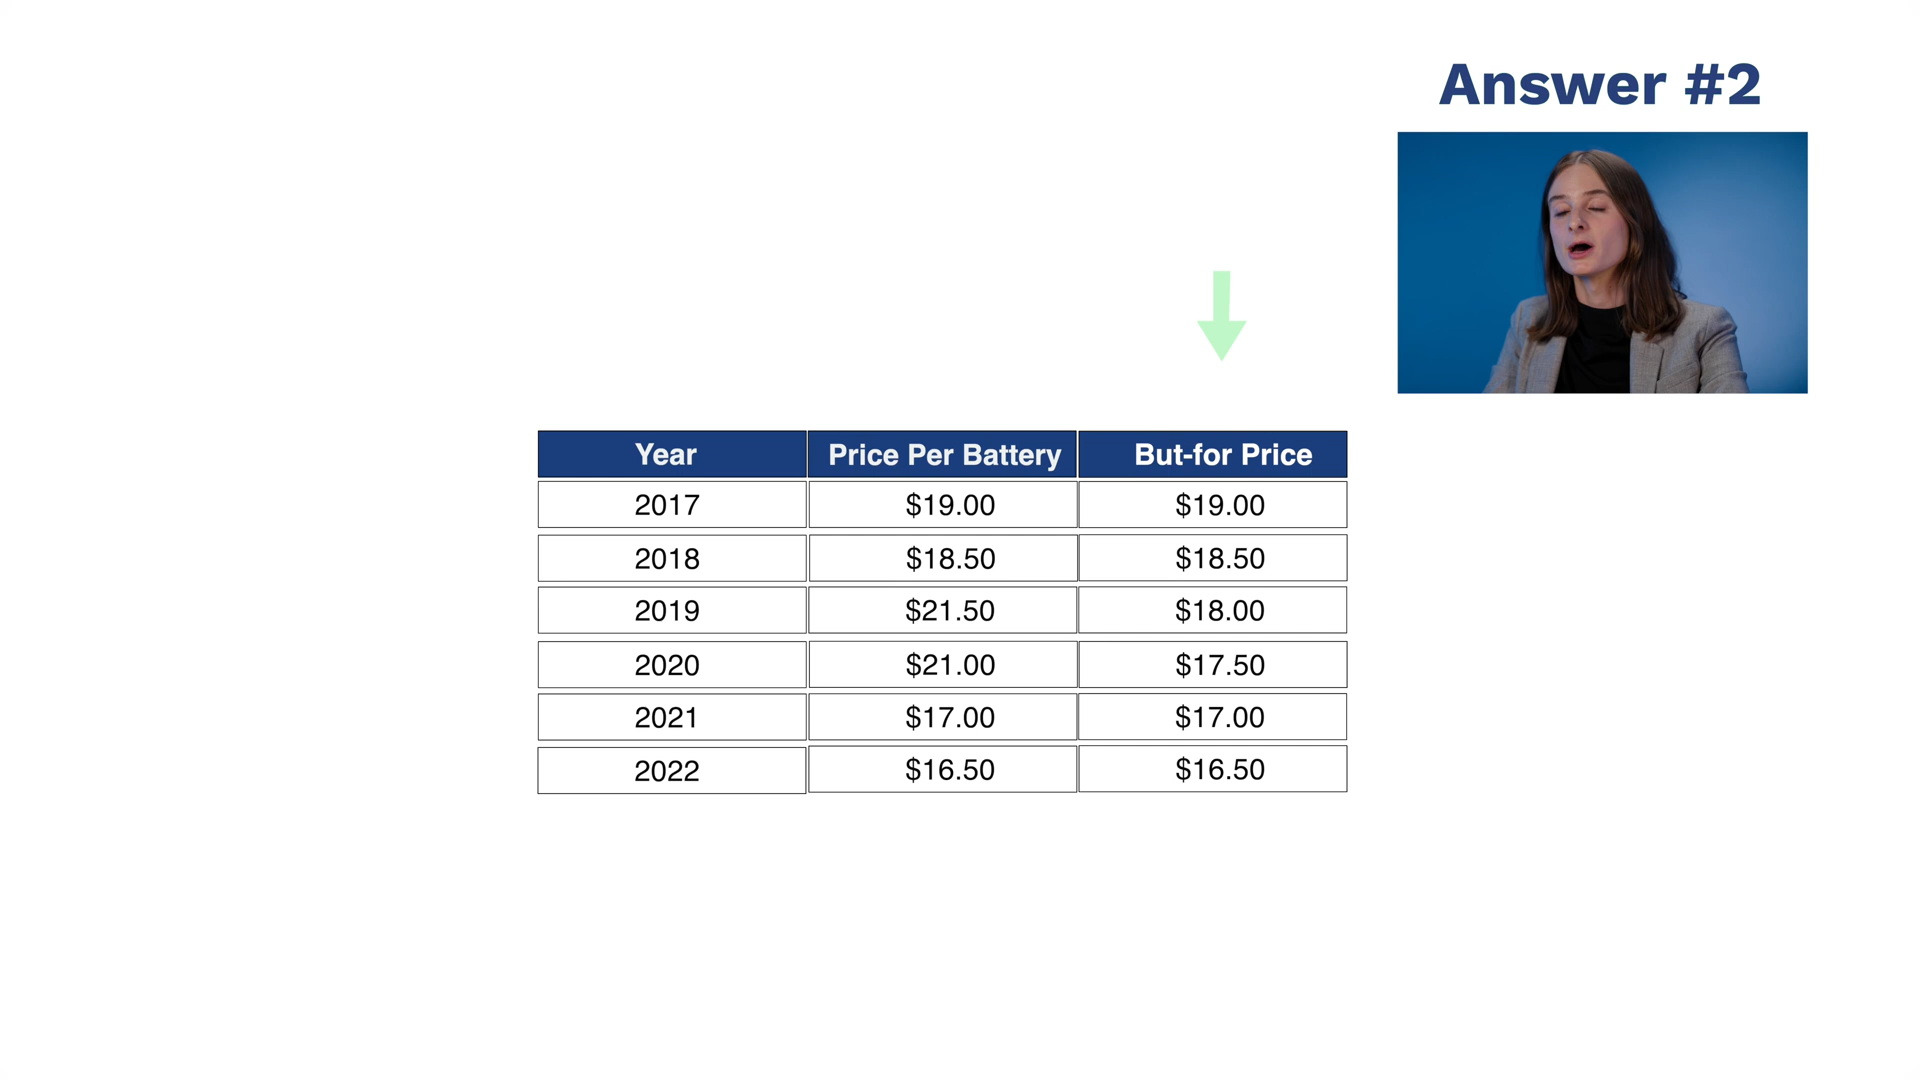 Answer #2
Year Price Per Battery But-for Price
2017 $19.00 $19.00
2018 $18.50 $18.50
2019 $21.50 $18.00
2020 $21.00 $17.50
2021 $17.00 $17.00
2022 $16.50 $16.50